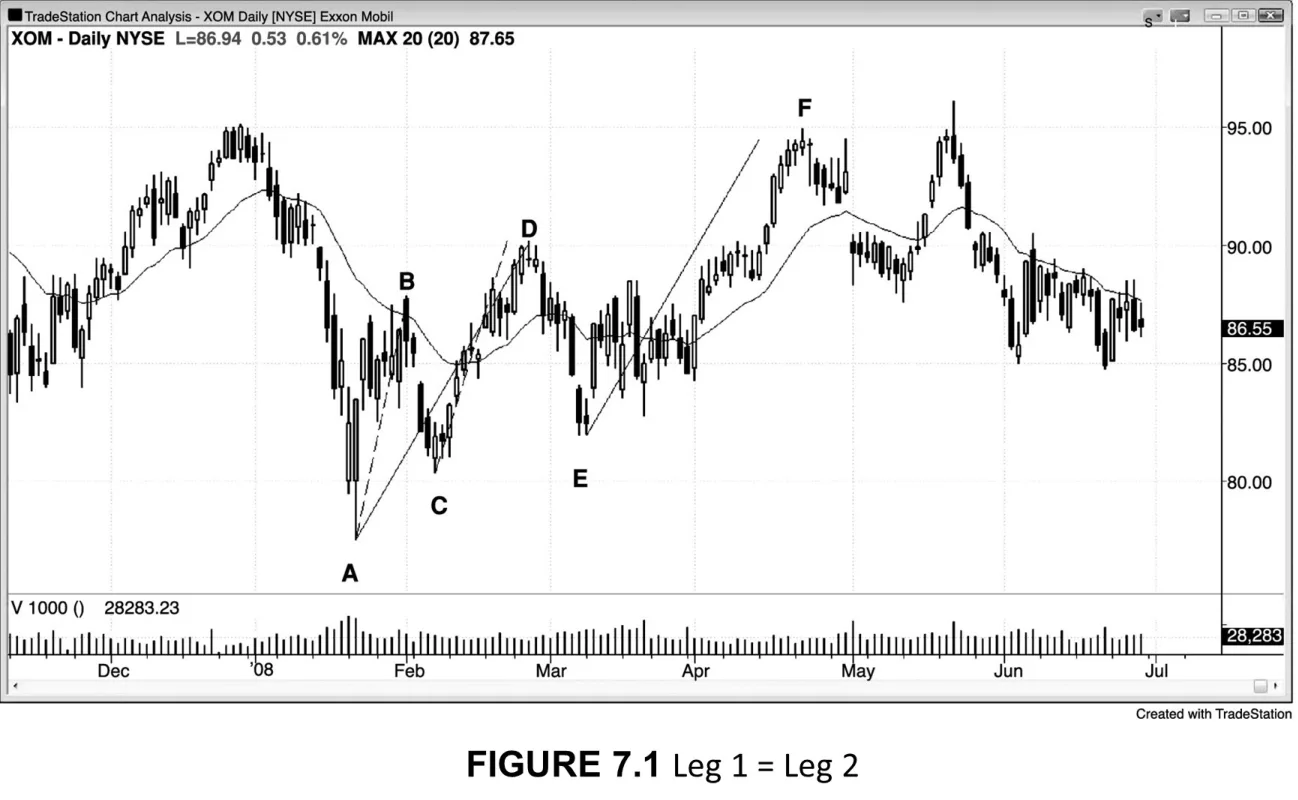 TradeStation Chart Analysis - XOM Daily [NYSE] Exxon Mobil
S
XOM - Daily NYSE L=86.94 0.53 0.61% MAX 20 (20) 87.65
F
95.00
D
90.00
B
86.55
85.00
E
80.00
C
A
V 1000 () 28283.23
28,283
Dec '08 Feb Mar Apr May Jun Jul
Created with TradeStation
FIGURE 7.1 Leg 1 = Leg 2